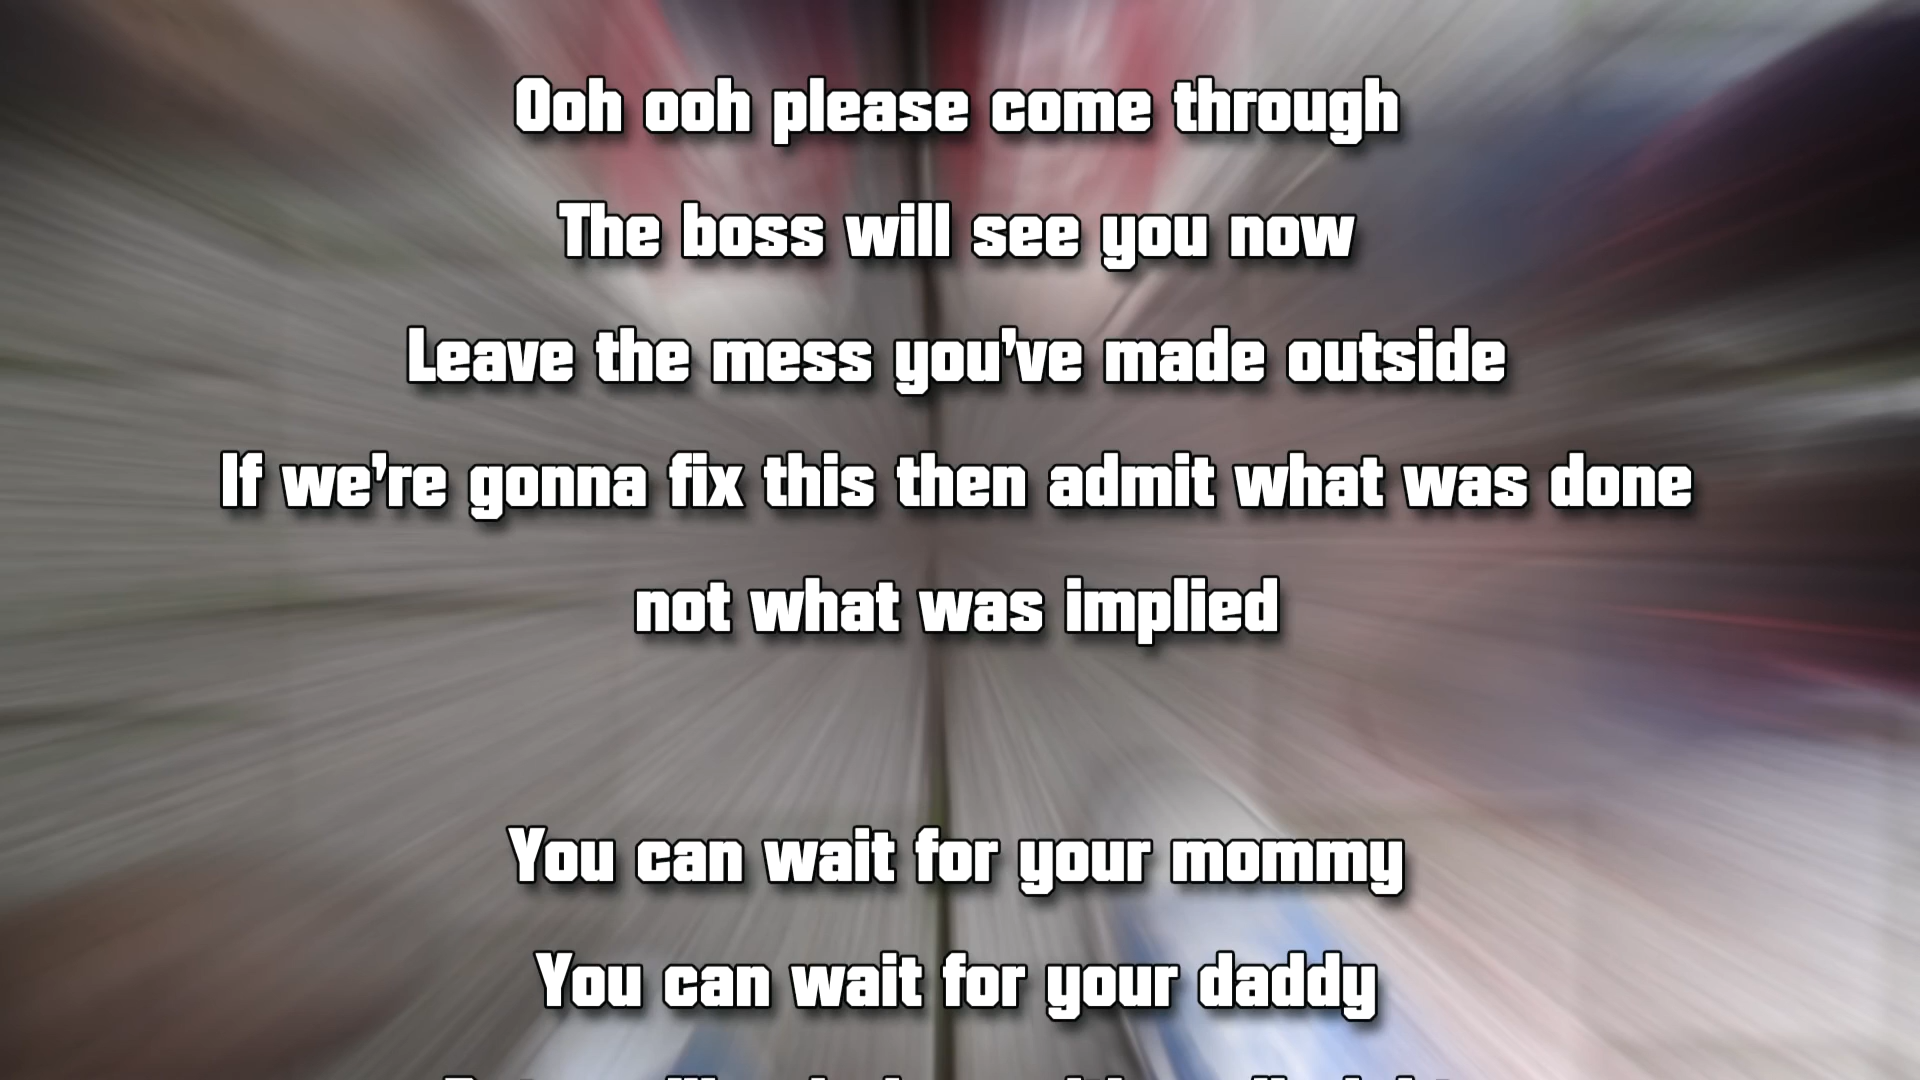 Ooh ooh please come through
The boss will see you now
Leave the mess you've made outside
If we're gonna fix this then admit what was done
not what was implied
You can wait for your mommy
You can wait for your daddy